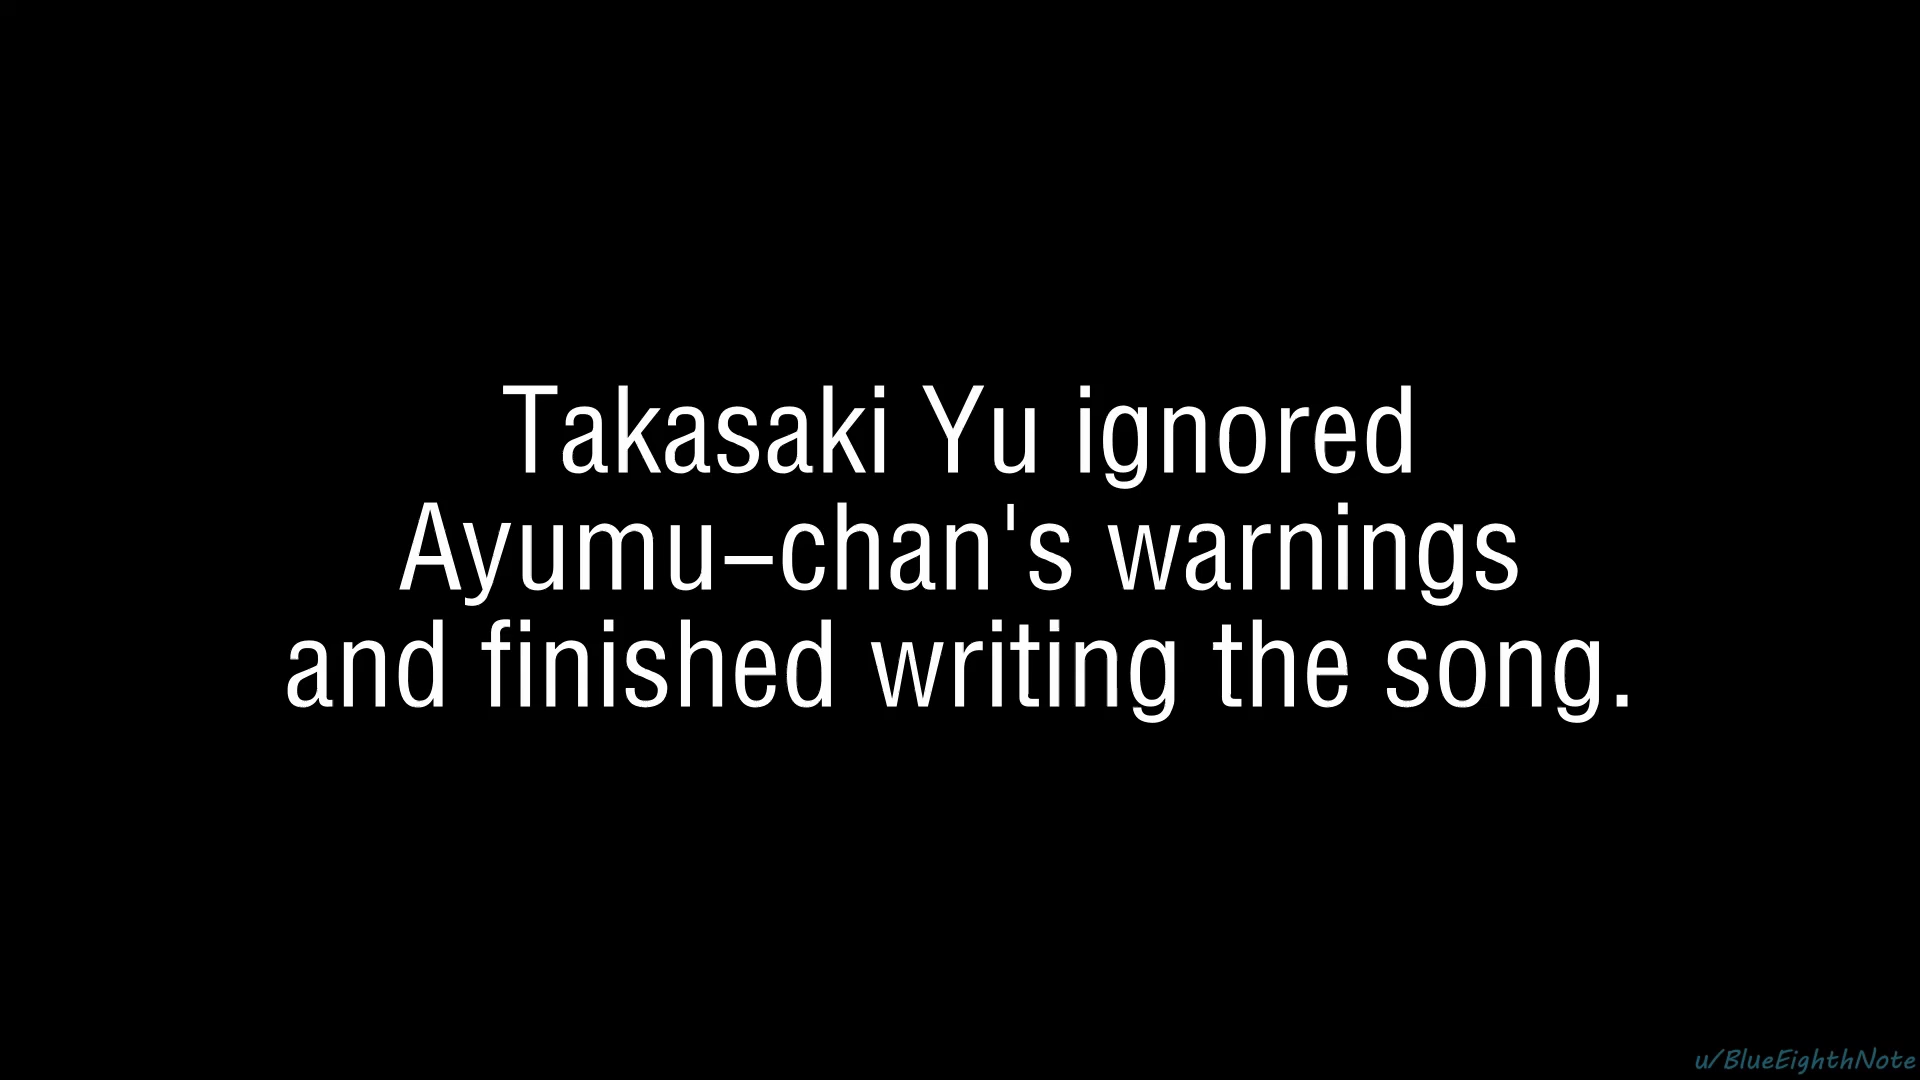 Takasaki Yu ignored
Ayumu-chan's warnings
and finished writing the song.
u/BlueEighthNote